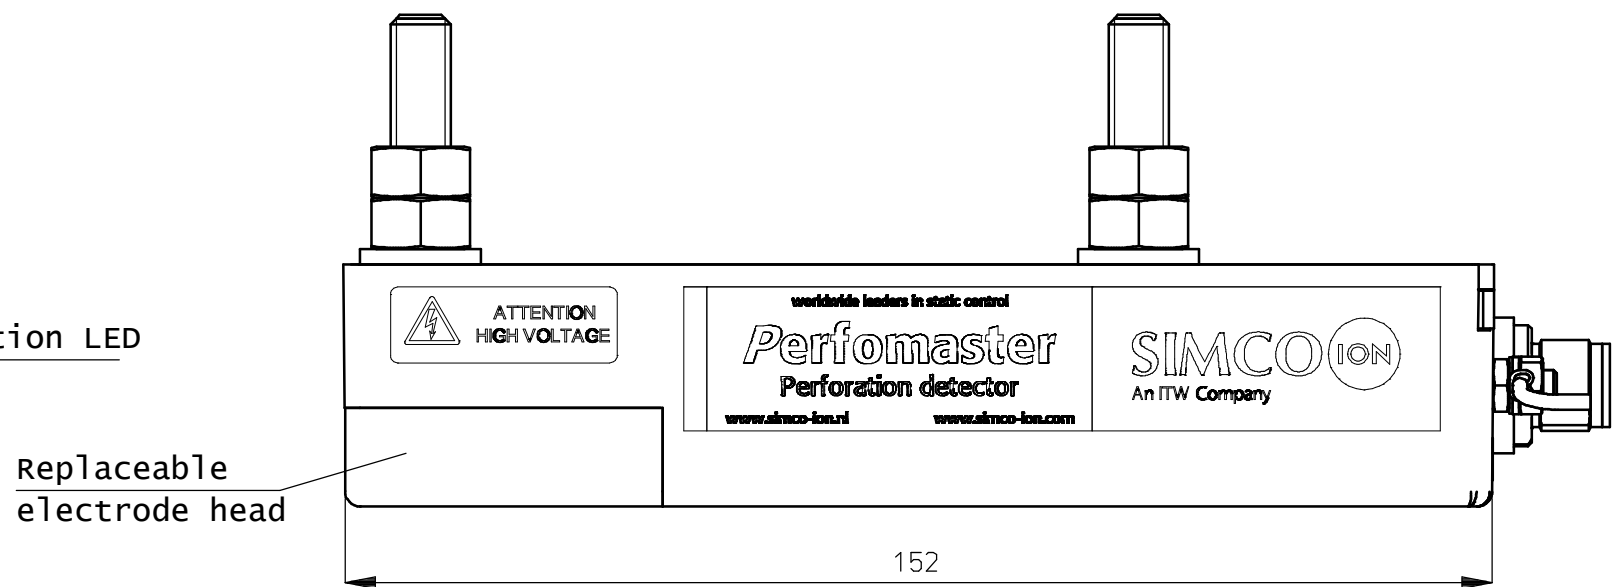 worldwide leaders in static control
ATTENTION
HIGH VOLTAGE
Perfomaster
Perforation detector
www.simco-ion.nl
www.simco-ion.com
SIMCO ION
An ITW Company
tion LED
Replaceable
electrode head
152